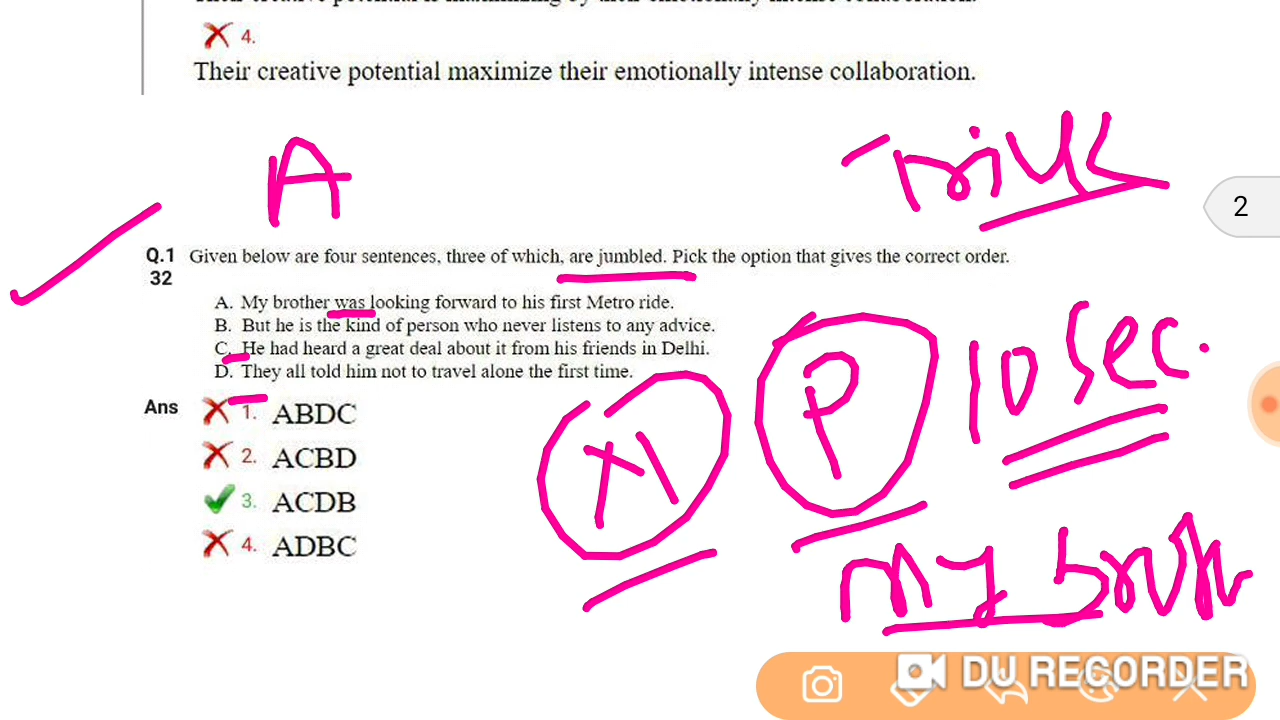 4.
Their creative potential maximize their emotionally intense collaboration.
A
Trick
2
Q.1 Given below are four sentences, three of which, are jumbled. Pick the option that gives the correct order.
32
A. My brother was looking forward to his first Metro ride.
B. But he is the kind of person who never listens to any advice.
C. He had heard a great deal about it from his friends in Delhi.
D. They all told him not to travel alone the first time.
P
10 Sec.
Ans
1. ABDC
2. ACBD
3. ACDB
4. ADBC
N
my
DU RECORDER